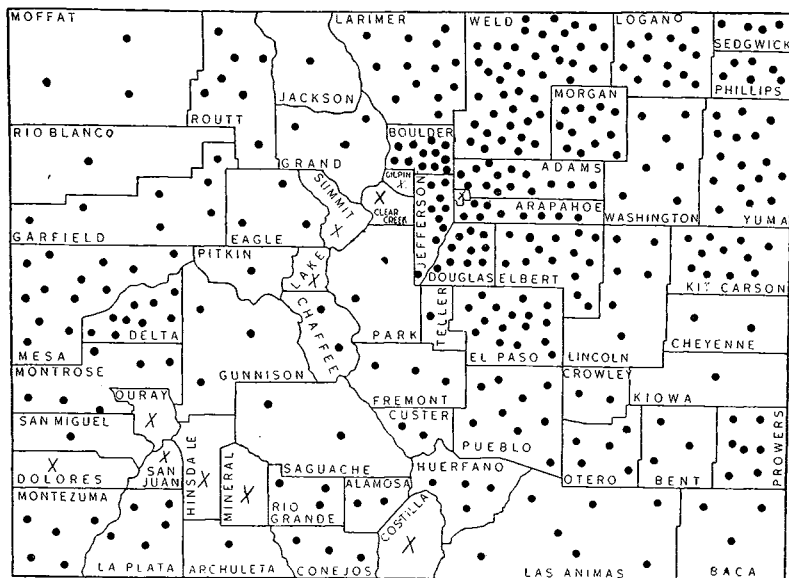 MOFFAT
LARIMER
WELD
LOGAN
SEDGWICK
PHILLIPS
JACKSON
MORGAN
ROUTT
RIO BLANCO
BOULDER
GRAND
GILPIN
X
ADAMS
SUMMIT
X
X
CLEAR
CREEK
X
JEFFERSON
ARAPAHOE
WASHINGTON
YUMA
GARFIELD
EAGLE
X
PITKIN
LAKE
X
DOUGLAS
ELBERT
KIT CARSON
CHAFFEE
PARK
TELLER
DELTA
MESA
EL PASO
LINCOLN
CHEYENNE
MONTROSE
GUNNISON
CROWLEY
OURAY
X
FREMONT
KIOWA
SAN MIGUEL
CUSTER
PUEBLO
PROWERS
X
DOLORES
X
SAN
JUAN
HINSDALE
X
MINERAL
X
SAGUACHE
HUERFANO
OTERO
BENT
MONTEZUMA
RIO
GRANDE
ALAMOSA
COSTILLA
X
LA PLATA
ARCHULETA
CONEJOS
LAS ANIMAS
BACA